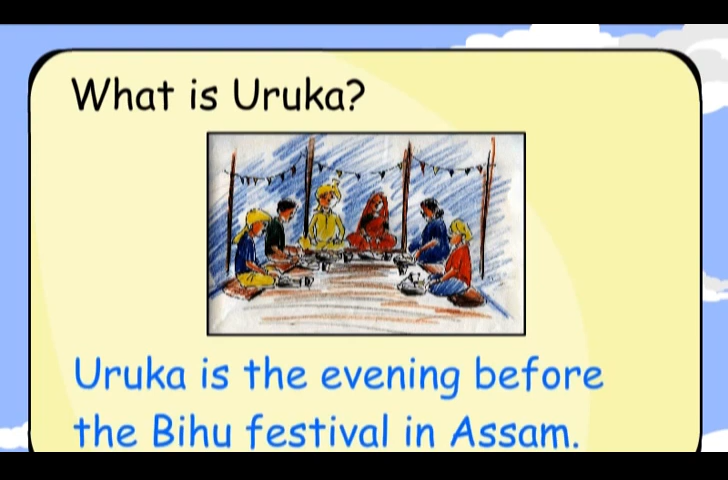 What is Uruka?
Uruka is the evening before
the Bihu festival in Assam.